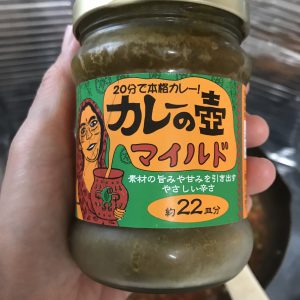 20分で本格カレー!
カレーの壺
マイルド
素材の旨みや甘みを引き出す
やさしい辛さ
約22皿分